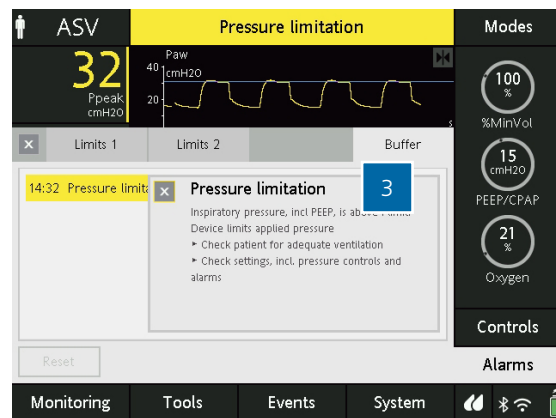 ASV
Pressure limitation
Modes
32
Ppeak
cmH2O
Paw
40 cmH2O
20
s
100
%
%MinVol
15
cmH2O
PEEP/CPAP
21
%
Oxygen
Limits 1
Limits 2
Buffer
14:32 Pressure
Pressure limitation
3
Inspiratory pressure, incl PEEP, is
Device limits applied pressure
▸ Check patient for adequate ventilation
▸ Check settings, incl. pressure controls and
alarms
Controls
Reset
Alarms
Monitoring
Tools
Events
System